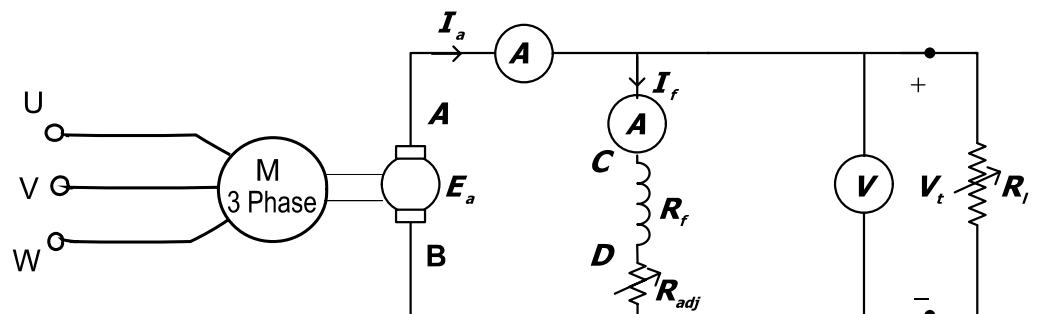 I_a
A
I_f
A
A
+
U
M
C
V
3 Phase
E_a
V
V_t
R_l
R_f
W
B
D
R_adj
−